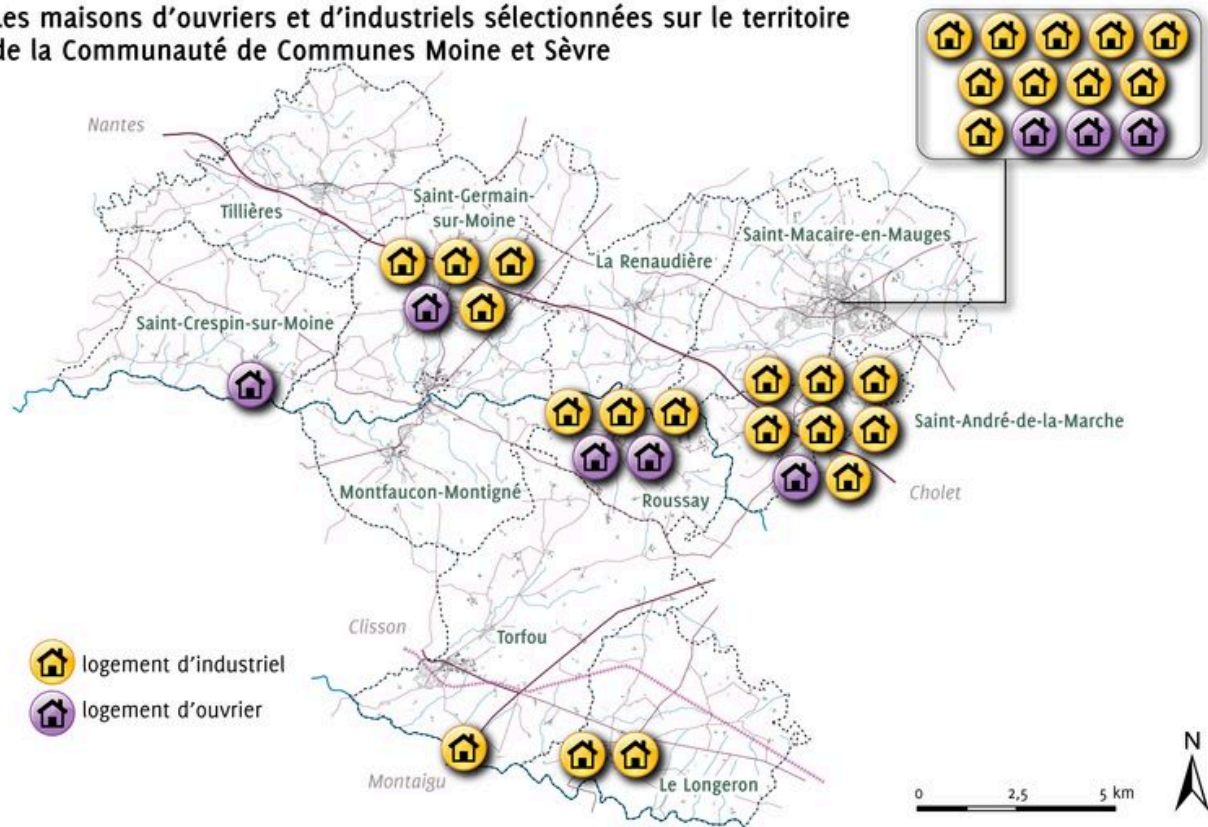 Les maisons d'ouvriers et d'industriels sélectionnées sur le territoire
de la Communauté de Communes Moine et Sèvre
Nantes
Tillières
Saint-Germain-
sur-Moine
La Renaudière
Saint-Macaire-en-Mauges
Saint-Crespin-sur-Moine
Saint-André-de-la-Marche
Montfaucon-Montigné
Roussay
Cholet
Clisson
Torfou
logement d'industriel
logement d'ouvrier
Montaigu
Le Longeron
0 2,5 5 km
N